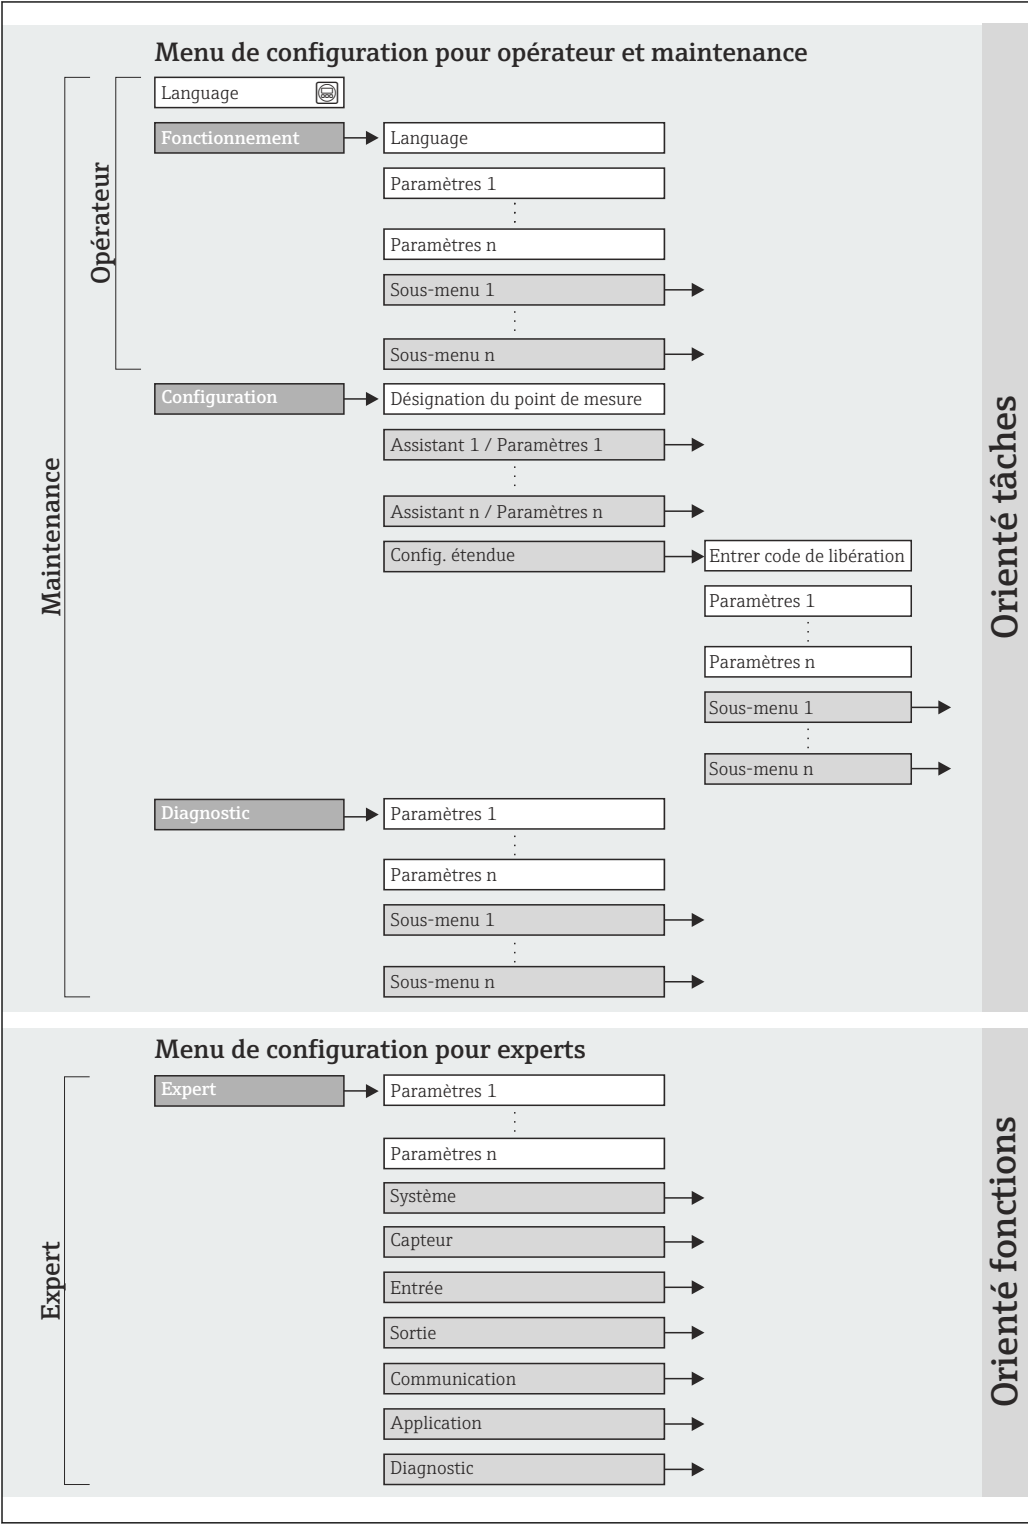 Menu de configuration pour opérateur et maintenance
Language
Fonctionnement
Language
Paramètres 1
Paramètres n
Sous-menu 1
Sous-menu n
Opérateur
Configuration
Désignation du point de mesure
Assistant 1 / Paramètres 1
Assistant n / Paramètres n
Config. étendue
Entrer code de libération
Paramètres 1
Paramètres n
Sous-menu 1
Sous-menu n
Maintenance
Diagnostic
Paramètres 1
Paramètres n
Sous-menu 1
Sous-menu n
Orienté tâches
Menu de configuration pour experts
Expert
Paramètres 1
Paramètres n
Système
Capteur
Entrée
Sortie
Communication
Application
Diagnostic
Expert
Orienté fonctions